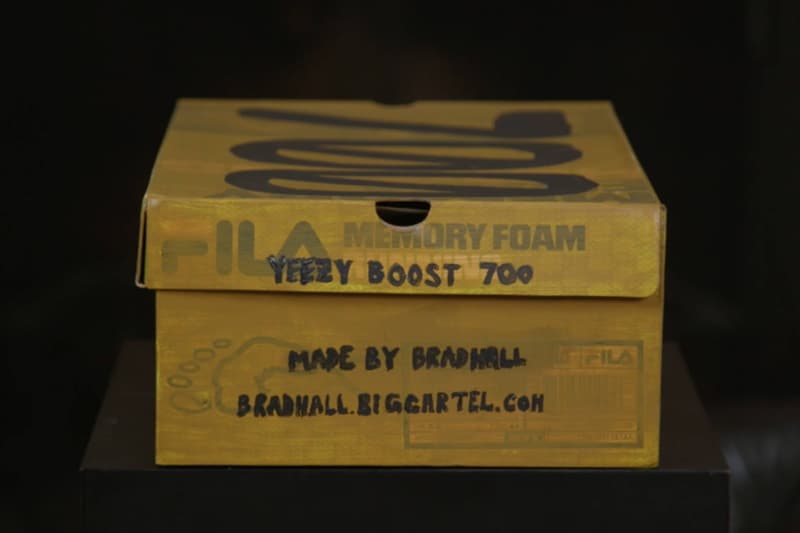 700
FILA MEMORY FOAM
YEEZY BOOST 700
MADE BY BRADHALL
FILA
BRADHALL.BIGCARTEL.COM